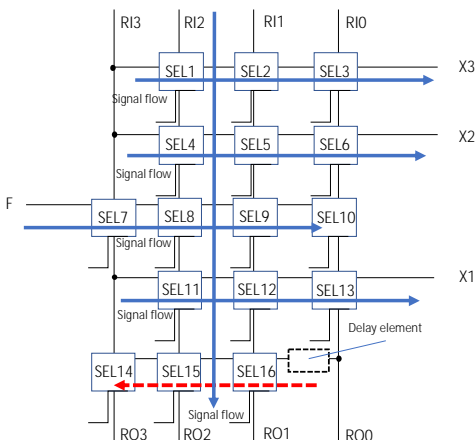 RI3 RI2 RI1 RI0
X3
SEL1 SEL2 SEL3
Signal flow
X2
SEL4 SEL5 SEL6
Signal flow
F
SEL7 SEL8 SEL9 SEL10
Signal flow
X1
SEL11 SEL12 SEL13
Signal flow
Delay element
SEL14 SEL15 SEL16
Signal flow
RO3 RO2 RO1 RO0